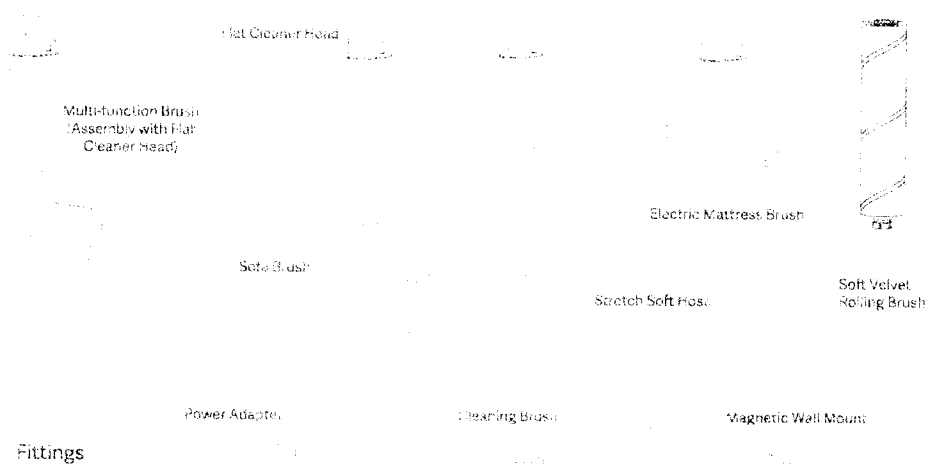 Flat Cleaner Head
Multi-function Brush
(Assembly with Flat
Cleaner Head)
Electric Mattress Brush
Sofa Brush
Soft Velvet
Rolling Brush
Stretch Soft Hose
Power Adapter
Cleaning Brush
Magnetic Wall Mount
Fittings